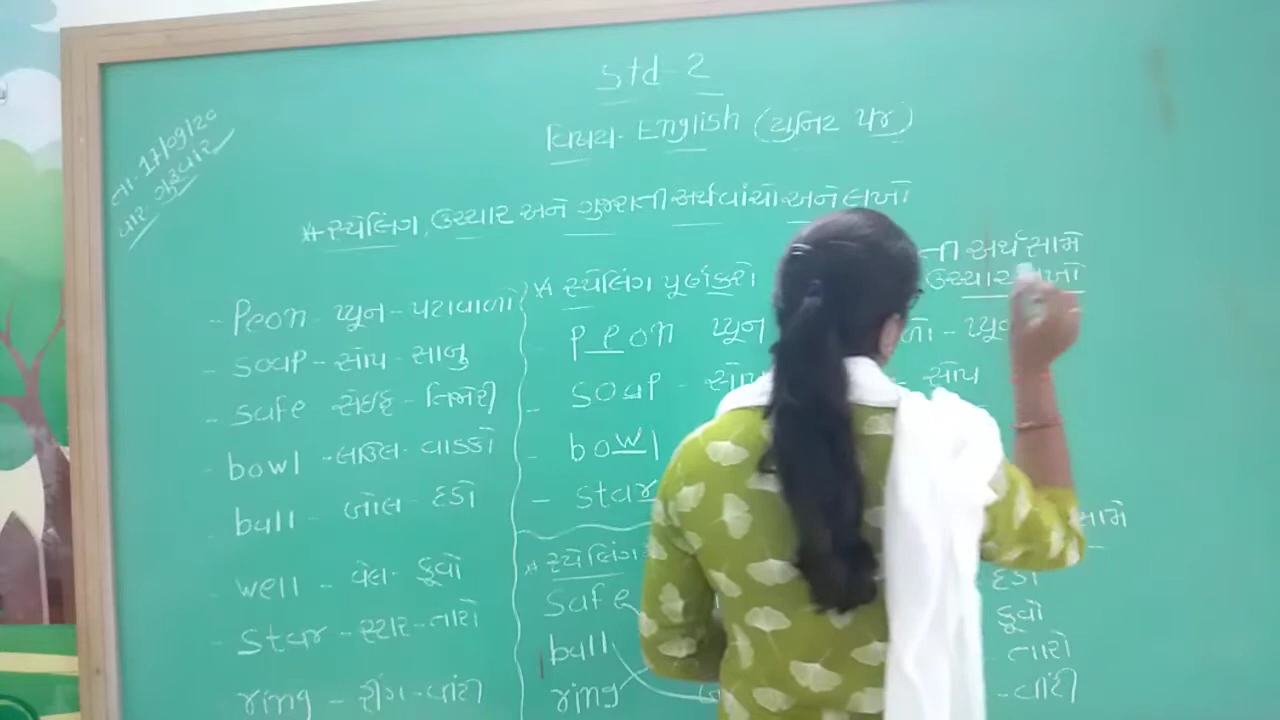 Std-2
તા-17/09/20
વાર-ગુરૂવાર
વિષય- English (યુનિટ પર)
* સ્પેલિંગ, ઉચ્ચાર અને ગુજરાતી અર્થ વાંચો અને લખો
- Peon - પ્યૂન - પટાવાળો
- soap - સોપ - સાબુ
- safe સેઇફ - તિજોરી
- bowl - બાઉલ - વાડકો
- ball - બોલ - દડો
- well - વેલ - કૂવો
- star - સ્ટાર - તારો
ring - રીંગ - વીંટી
* સ્પેલિંગ પૂર્ણ કરો
- peon પ્યૂન
- soap - સોપ
- bowl
- star
* સ્પેલિંગ
safe
ball
ring
તી અર્થ સામે
ઉચ્ચાર લખો
ળો - પ્યૂન
- સોપ
સામે
દડો
કૂવો
- તારો
- વીંટી